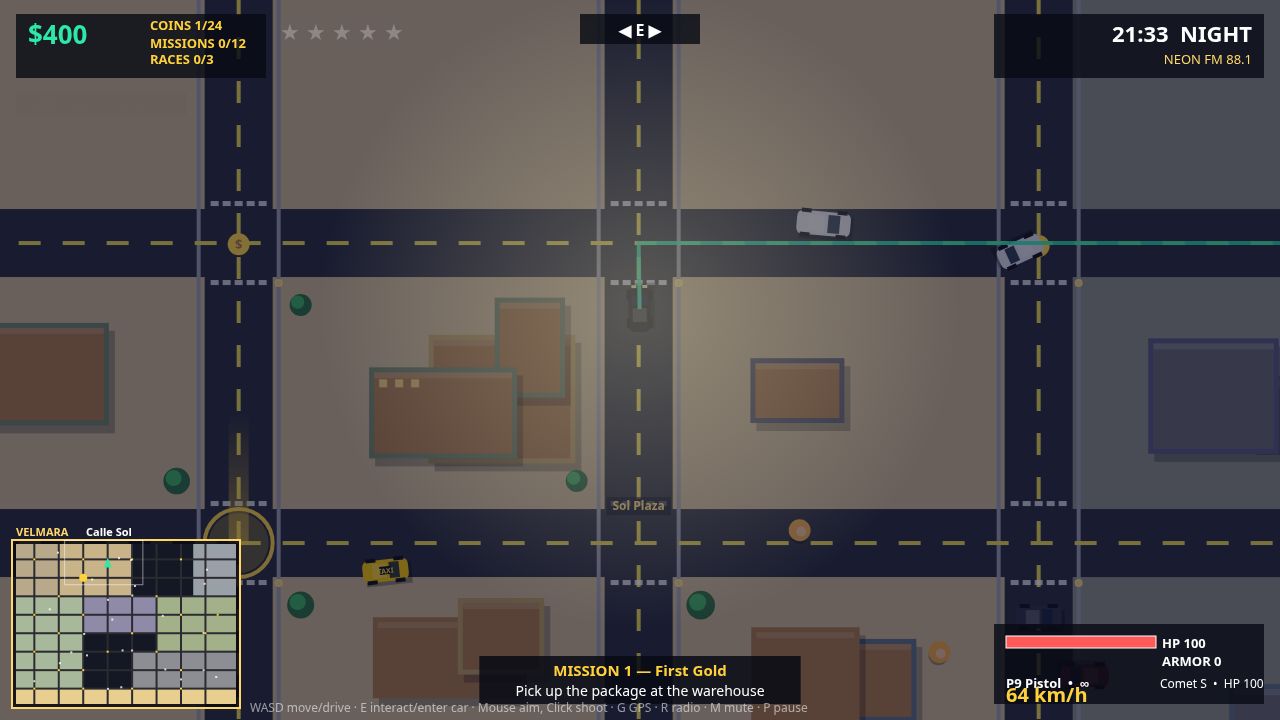 $400
COINS 1/24
MISSIONS 0/12
RACES 0/3
★ ★ ★ ★ ★
◀ E ▶
21:33 NIGHT
NEON FM 88.1
$
Sol Plaza
TAXI
VELMARA Calle Sol
MISSION 1 — First Gold
Pick up the package at the warehouse
WASD move/drive · E interact/enter car · Mouse aim, Click shoot · G GPS · R radio · M mute · P pause
HP 100
ARMOR 0
P9 Pistol • ∞ Comet S • HP 100
64 km/h